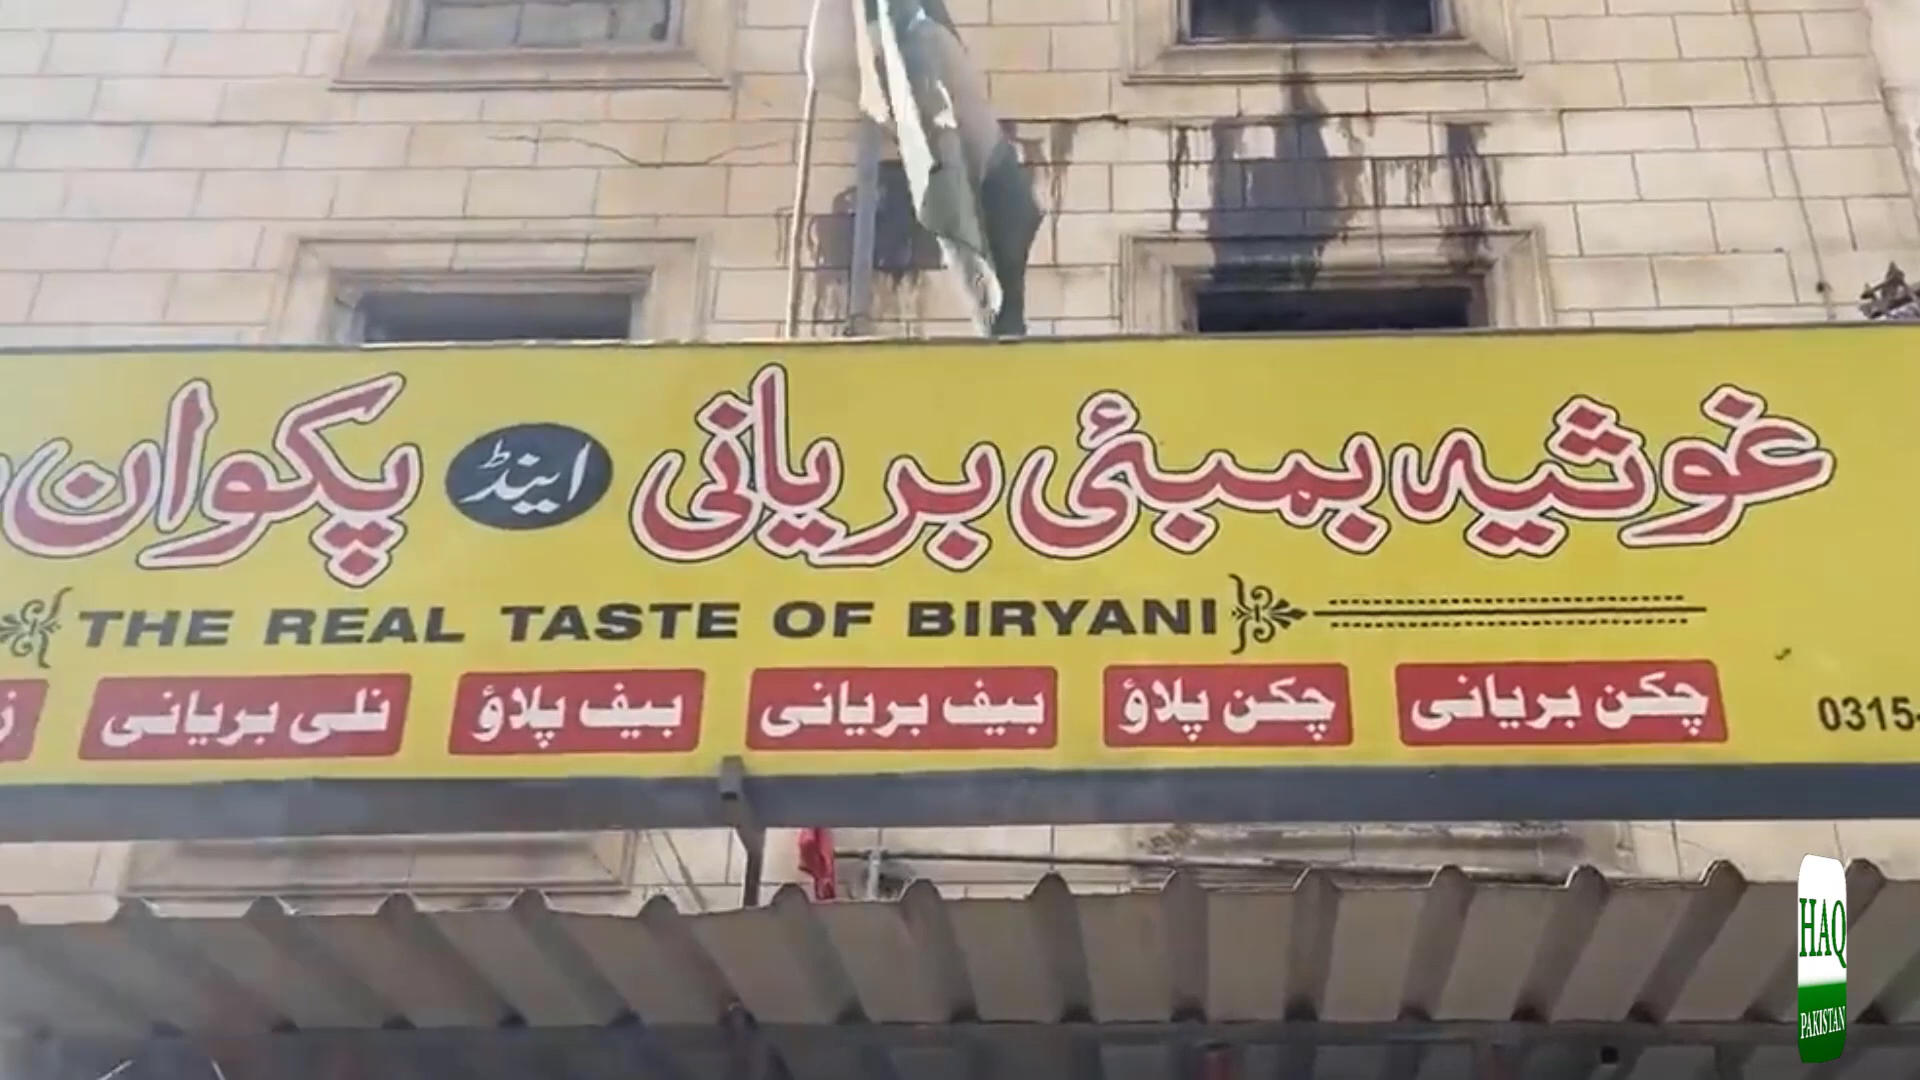 غوثیہ بمبئی بریانی اینڈ پکوان
THE REAL TASTE OF BIRYANI
چکن بریانی چکن پلاؤ بیف بریانی بیف پلاؤ نلی بریانی
0315-
HAQ
PAKISTAN